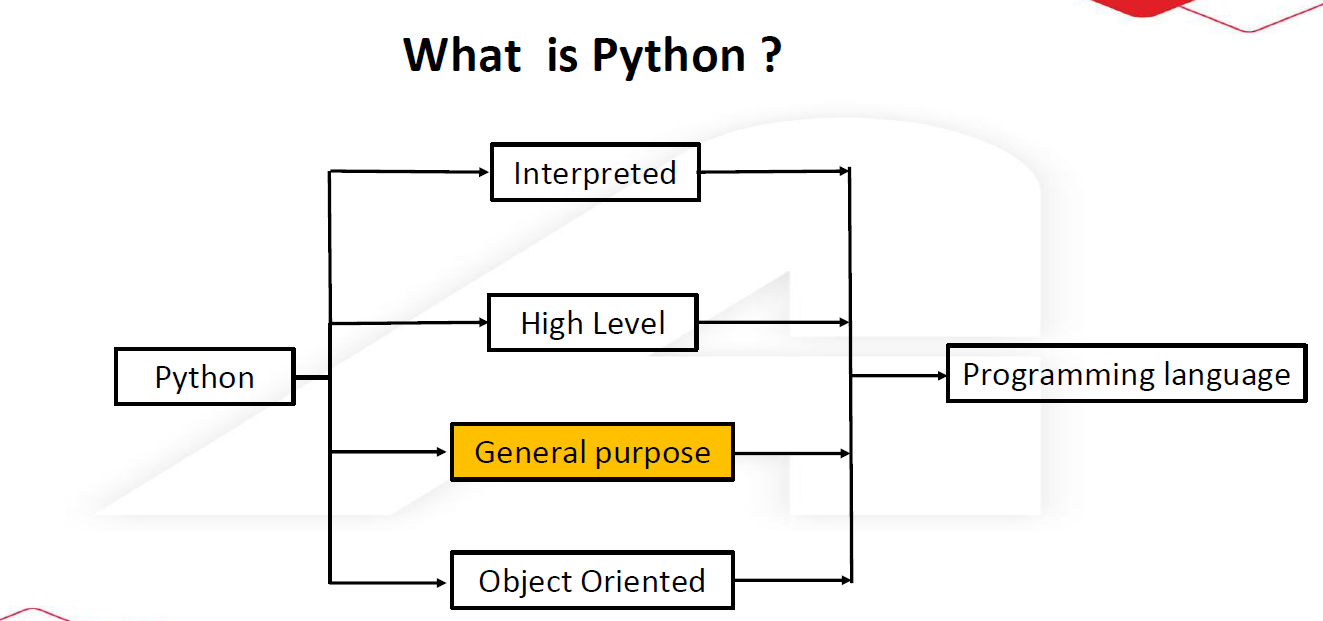 What is Python ?
Interpreted
High Level
Python
Programming language
General purpose
Object Oriented